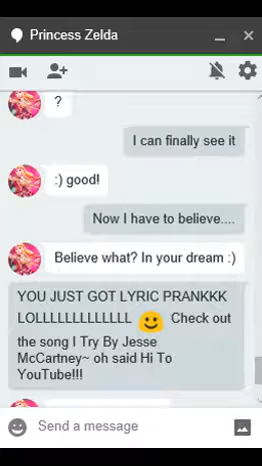 Princess Zelda
?
I can finally see it
:) good!
Now I have to believe....
Believe what? In your dream :)
YOU JUST GOT LYRIC PRANKKK
LOLLLLLLLLLLLLL 🙂 Check out
the song I Try By Jesse
McCartney~ oh said Hi To
YouTube!!!
Send a message